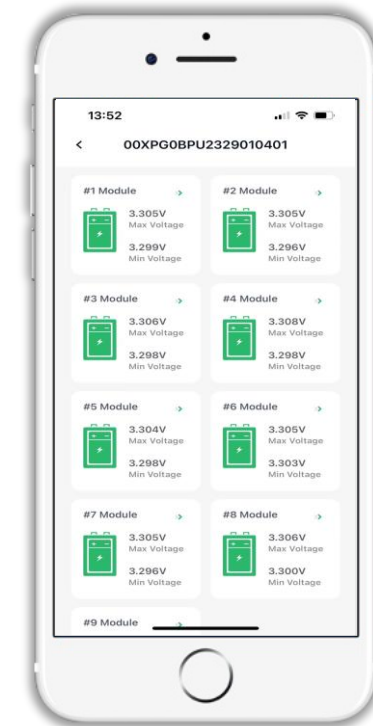 13:52
< 00XPG0BPU2329010401
#1 Module >
3.305V
Max Voltage
3.299V
Min Voltage
#2 Module >
3.305V
Max Voltage
3.296V
Min Voltage
#3 Module >
3.306V
Max Voltage
3.298V
Min Voltage
#4 Module >
3.308V
Max Voltage
3.298V
Min Voltage
#5 Module >
3.304V
Max Voltage
3.298V
Min Voltage
#6 Module >
3.305V
Max Voltage
3.303V
Min Voltage
#7 Module >
3.305V
Max Voltage
3.296V
Min Voltage
#8 Module >
3.306V
Max Voltage
3.300V
Min Voltage
#9 Module >